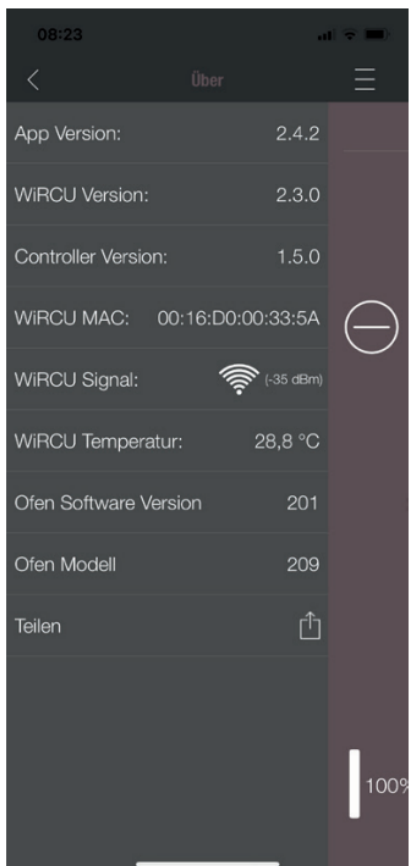 08:23
Über
App Version: 2.4.2
WiRCU Version: 2.3.0
Controller Version: 1.5.0
WiRCU MAC: 00:16:D0:00:33:5A
WiRCU Signal: (-35 dBm)
WiRCU Temperatur: 28,8 °C
Ofen Software Version 201
Ofen Modell 209
Teilen
100%